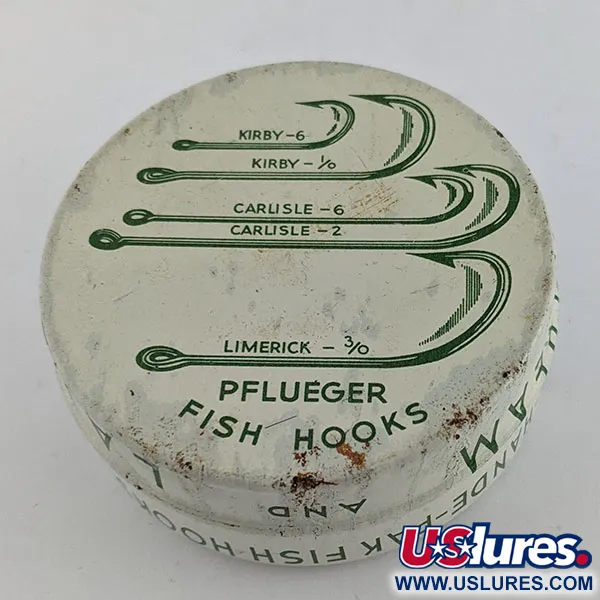 KIRBY - 6
KIRBY - 1/0
CARLISLE - 6
CARLISLE - 2
LIMERICK - 3/0
PFLUEGER
FISH HOOKS
AND
FISH HOOK
USlures.
WWW.USLURES.COM